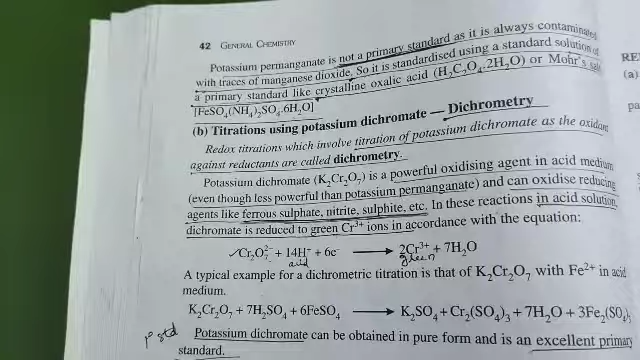 42 GENERAL CHEMISTRY
Potassium permanganate is not a primary standard as it is always contaminated
with traces of manganese dioxide. So it is standardised using a standard solution of
a primary standard like crystalline oxalic acid (H₂C₂O₄.2H₂O) or Mohr's salt
[FeSO₄(NH₄)₂SO₄.6H₂O]
(b) Titrations using potassium dichromate — Dichrometry
Redox titrations which involve titration of potassium dichromate as the oxidant
against reductants are called dichrometry.
Potassium dichromate (K₂Cr₂O₇) is a powerful oxidising agent in acid medium
(even though less powerful than potassium permanganate) and can oxidise reducing
agents like ferrous sulphate, nitrite, sulphite, etc. In these reactions in acid solution,
dichromate is reduced to green Cr³⁺ ions in accordance with the equation:
✓Cr₂O₇²⁻ + 14H⁺ + 6e⁻ ⟶ 2Cr³⁺ + 7H₂O
acid green
A typical example for a dichrometric titration is that of K₂Cr₂O₇ with Fe²⁺ in acid
medium.
K₂Cr₂O₇ + 7H₂SO₄ + 6FeSO₄ ⟶ K₂SO₄ + Cr₂(SO₄)₃ + 7H₂O + 3Fe₂(SO₄)₃
1° std
Potassium dichromate can be obtained in pure form and is an excellent primary
standard.
RE
(a)
pa